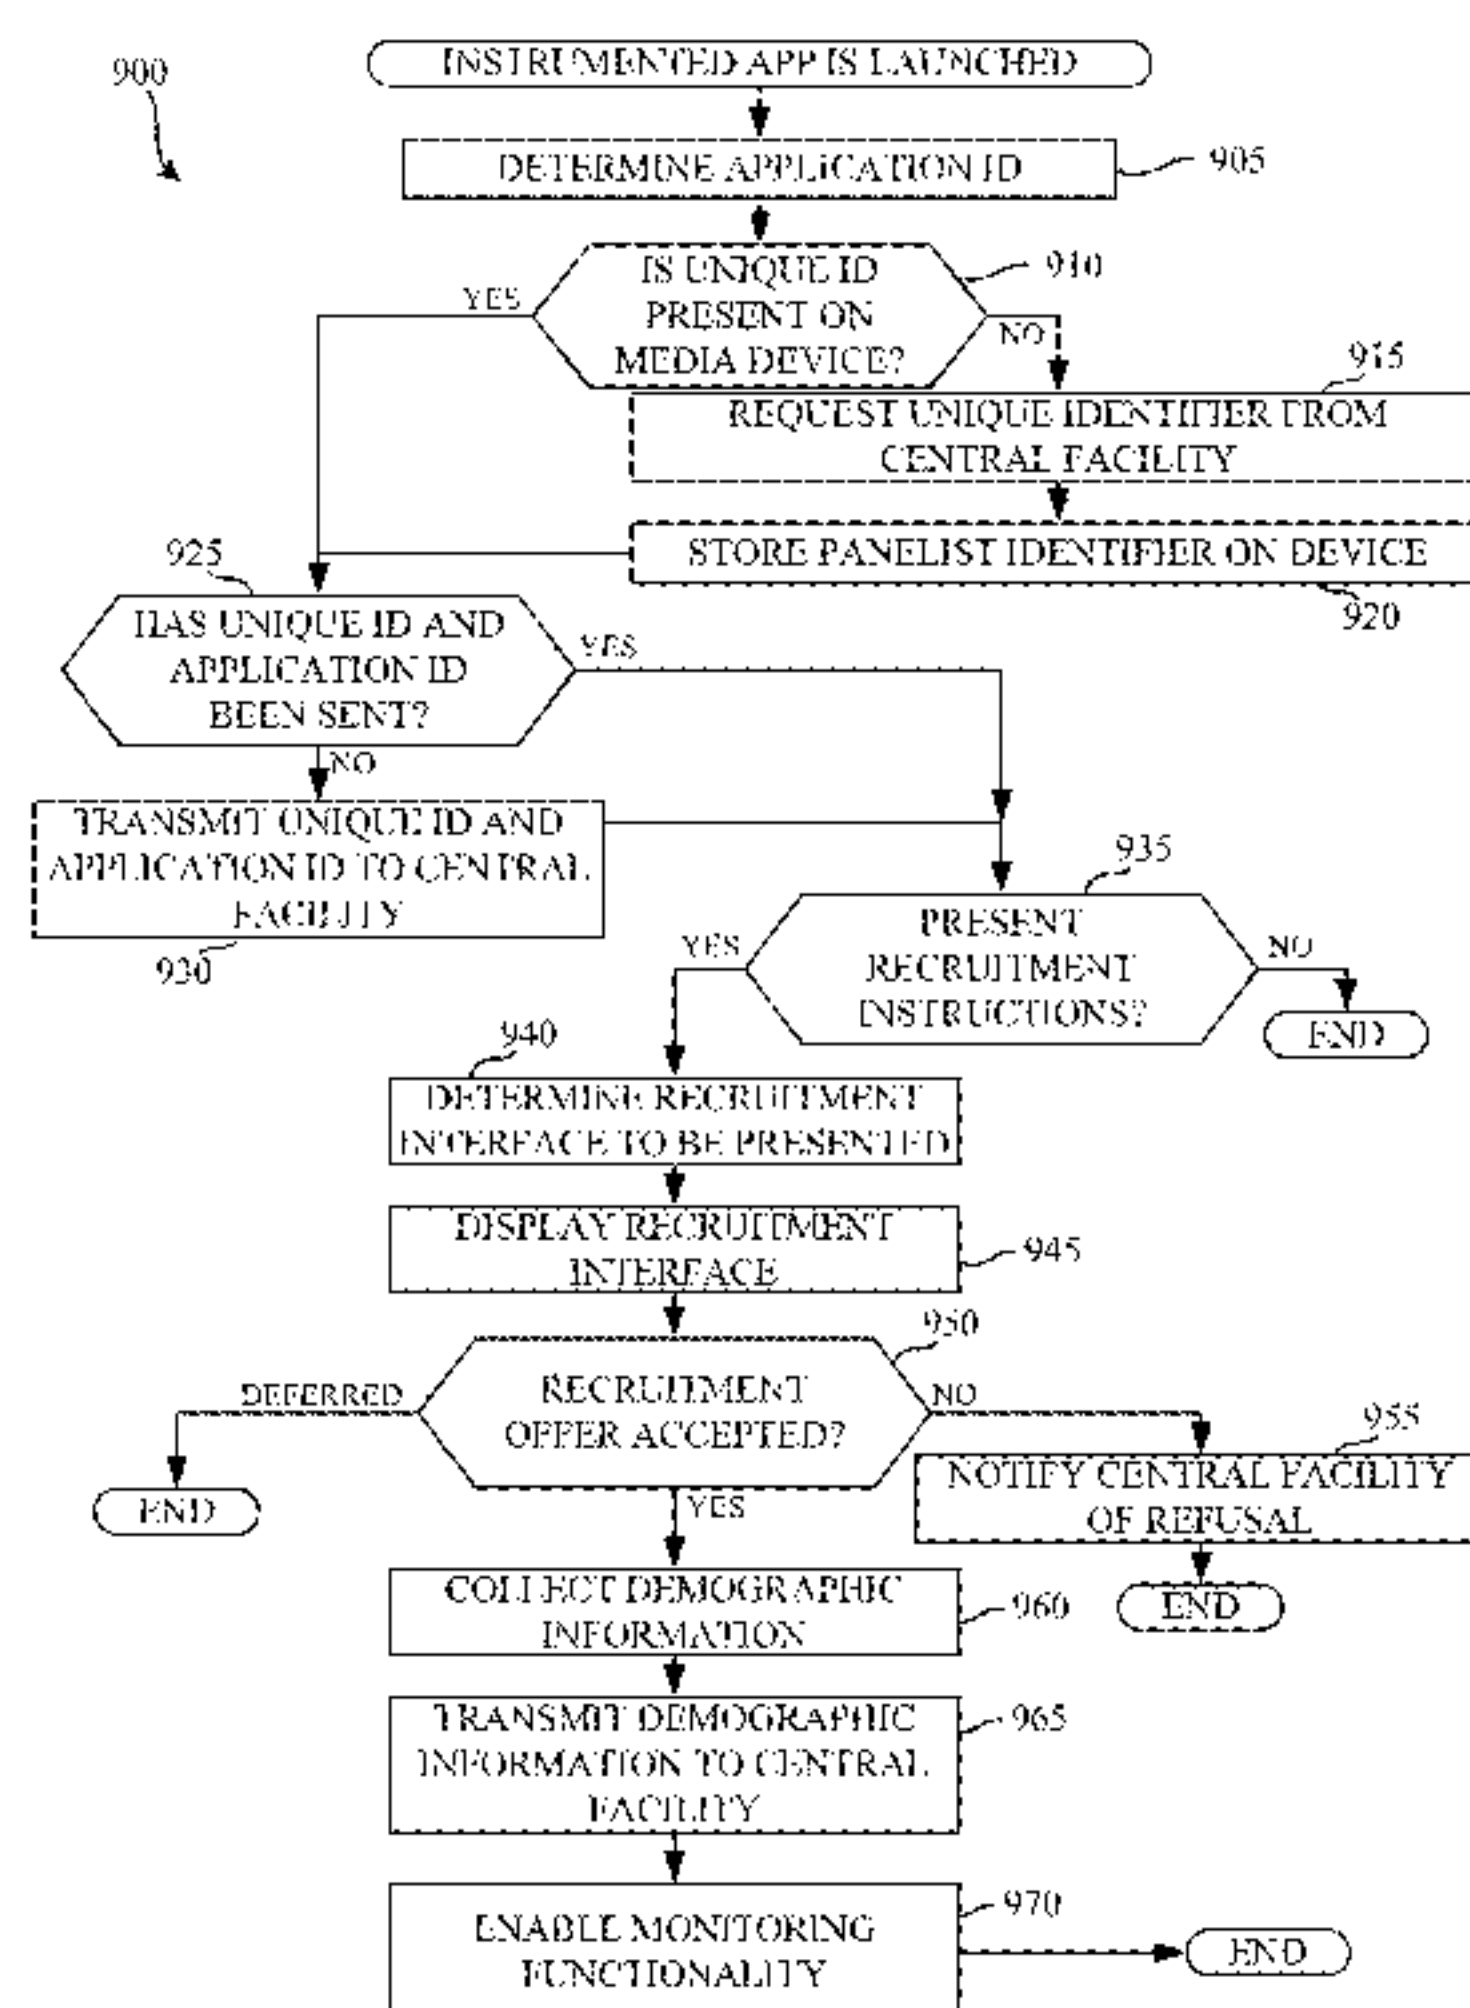 900
INSTRUMENTED APP IS LAUNCHED
DETERMINE APPLICATION ID
905
IS UNIQUE ID
PRESENT ON
MEDIA DEVICE?
910
YES
NO
915
REQUEST UNIQUE IDENTIFIER FROM
CENTRAL FACILITY
STORE PANELIST IDENTIFIER ON DEVICE
920
925
HAS UNIQUE ID AND
APPLICATION ID
BEEN SENT?
YES
NO
TRANSMIT UNIQUE ID AND
APPLICATION ID TO CENTRAL
FACILITY
930
935
PRESENT
RECRUITMENT
INSTRUCTIONS?
YES
NO
END
940
DETERMINE RECRUITMENT
INTERFACE TO BE PRESENTED
DISPLAY RECRUITMENT
INTERFACE
945
950
RECRUITMENT
OFFER ACCEPTED?
DEFERRED
NO
END
YES
955
NOTIFY CENTRAL FACILITY
OF REFUSAL
END
COLLECT DEMOGRAPHIC
INFORMATION
960
TRANSMIT DEMOGRAPHIC
INFORMATION TO CENTRAL
FACILITY
965
ENABLE MONITORING
FUNCTIONALITY
970
END